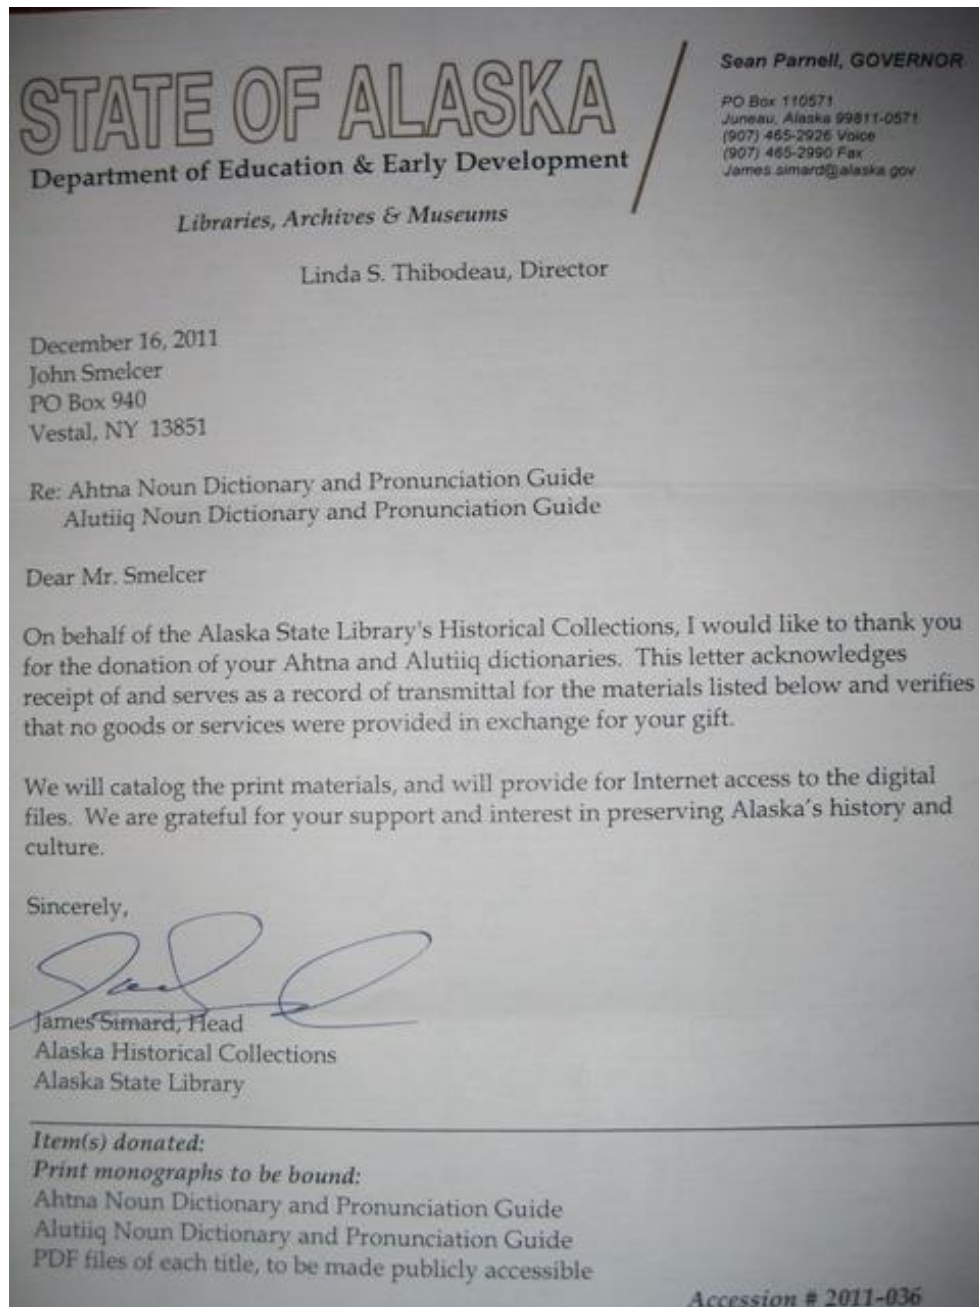 STATE OF ALASKA
Department of Education & Early Development
Libraries, Archives & Museums
Linda S. Thibodeau, Director
Sean Parnell, GOVERNOR
PO Box 110571
Juneau, Alaska 99811-0571
(907) 465-2926 Voice
(907) 465-2990 Fax
James.simard@alaska.gov
December 16, 2011
John Smelcer
PO Box 940
Vestal, NY 13851
Re: Ahtna Noun Dictionary and Pronunciation Guide
Alutiiq Noun Dictionary and Pronunciation Guide
Dear Mr. Smelcer
On behalf of the Alaska State Library's Historical Collections, I would like to thank you
for the donation of your Ahtna and Alutiiq dictionaries. This letter acknowledges
receipt of and serves as a record of transmittal for the materials listed below and verifies
that no goods or services were provided in exchange for your gift.
We will catalog the print materials, and will provide for Internet access to the digital
files. We are grateful for your support and interest in preserving Alaska's history and
culture.
Sincerely,
James Simard, Head
Alaska Historical Collections
Alaska State Library
Item(s) donated:
Print monographs to be bound:
Ahtna Noun Dictionary and Pronunciation Guide
Alutiiq Noun Dictionary and Pronunciation Guide
PDF files of each title, to be made publicly accessible
Accession # 2011-036